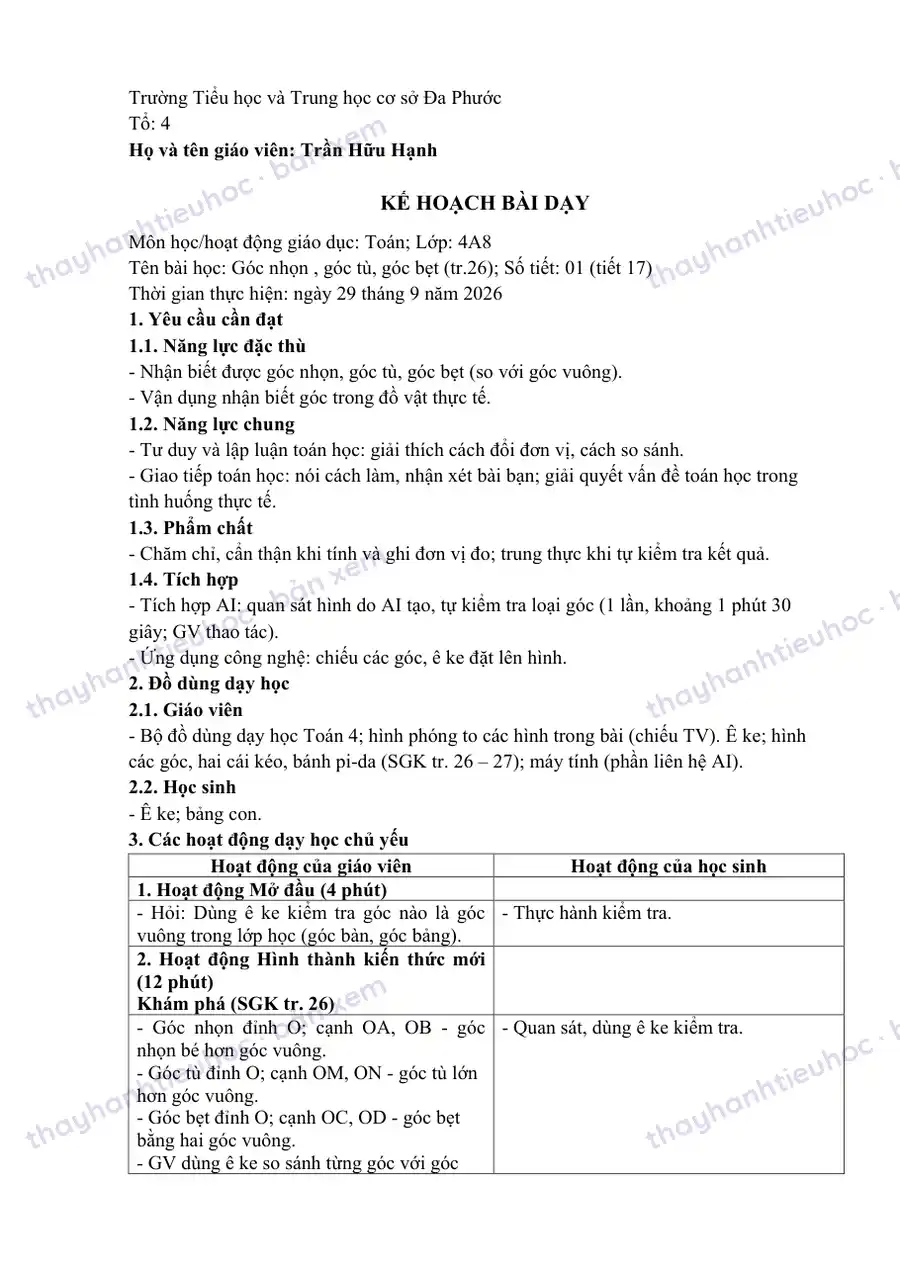 Trường Tiểu học và Trung học cơ sở Đa Phước
Tổ: 4
Họ và tên giáo viên: Trần Hữu Hạnh
KẾ HOẠCH BÀI DẠY
Môn học/hoạt động giáo dục: Toán; Lớp: 4A8
Tên bài học: Góc nhọn , góc tù, góc bẹt (tr.26); Số tiết: 01 (tiết 17)
Thời gian thực hiện: ngày 29 tháng 9 năm 2026
1. Yêu cầu cần đạt
1.1. Năng lực đặc thù
- Nhận biết được góc nhọn, góc tù, góc bẹt (so với góc vuông).
- Vận dụng nhận biết góc trong đồ vật thực tế.
1.2. Năng lực chung
- Tư duy và lập luận toán học: giải thích cách đổi đơn vị, cách so sánh.
- Giao tiếp toán học: nói cách làm, nhận xét bài bạn; giải quyết vấn đề toán học trong
tình huống thực tế.
1.3. Phẩm chất
- Chăm chỉ, cẩn thận khi tính và ghi đơn vị đo; trung thực khi tự kiểm tra kết quả.
1.4. Tích hợp
- Tích hợp AI: quan sát hình do AI tạo, tự kiểm tra loại góc (1 lần, khoảng 1 phút 30
giây; GV thao tác).
- Ứng dụng công nghệ: chiếu các góc, ê ke đặt lên hình.
2. Đồ dùng dạy học
2.1. Giáo viên
- Bộ đồ dùng dạy học Toán 4; hình phóng to các hình trong bài (chiếu TV). Ê ke; hình
các góc, hai cái kéo, bánh pi-da (SGK tr. 26 – 27); máy tính (phần liên hệ AI).
2.2. Học sinh
- Ê ke; bảng con.
3. Các hoạt động dạy học chủ yếu
Hoạt động của giáo viên
Hoạt động của học sinh
1. Hoạt động Mở đầu (4 phút)
- Hỏi: Dùng ê ke kiểm tra góc nào là góc
vuông trong lớp học (góc bàn, góc bảng).
- Thực hành kiểm tra.
2. Hoạt động Hình thành kiến thức mới
(12 phút)
Khám phá (SGK tr. 26)
- Góc nhọn đỉnh O; cạnh OA, OB - góc
nhọn bé hơn góc vuông.
- Góc tù đỉnh O; cạnh OM, ON - góc tù lớn
hơn góc vuông.
- Góc bẹt đỉnh O; cạnh OC, OD - góc bẹt
bằng hai góc vuông.
- GV dùng ê ke so sánh từng góc với góc
- Quan sát, dùng ê ke kiểm tra.
thayhanhtieuhoc · bản xem
thayhanhtieuhoc · b
thayhanhtieuhoc · bản xem
thayhanhtieuhoc · b
thayhanhtieuhoc · bản xem
thayhanhtieuhoc · b